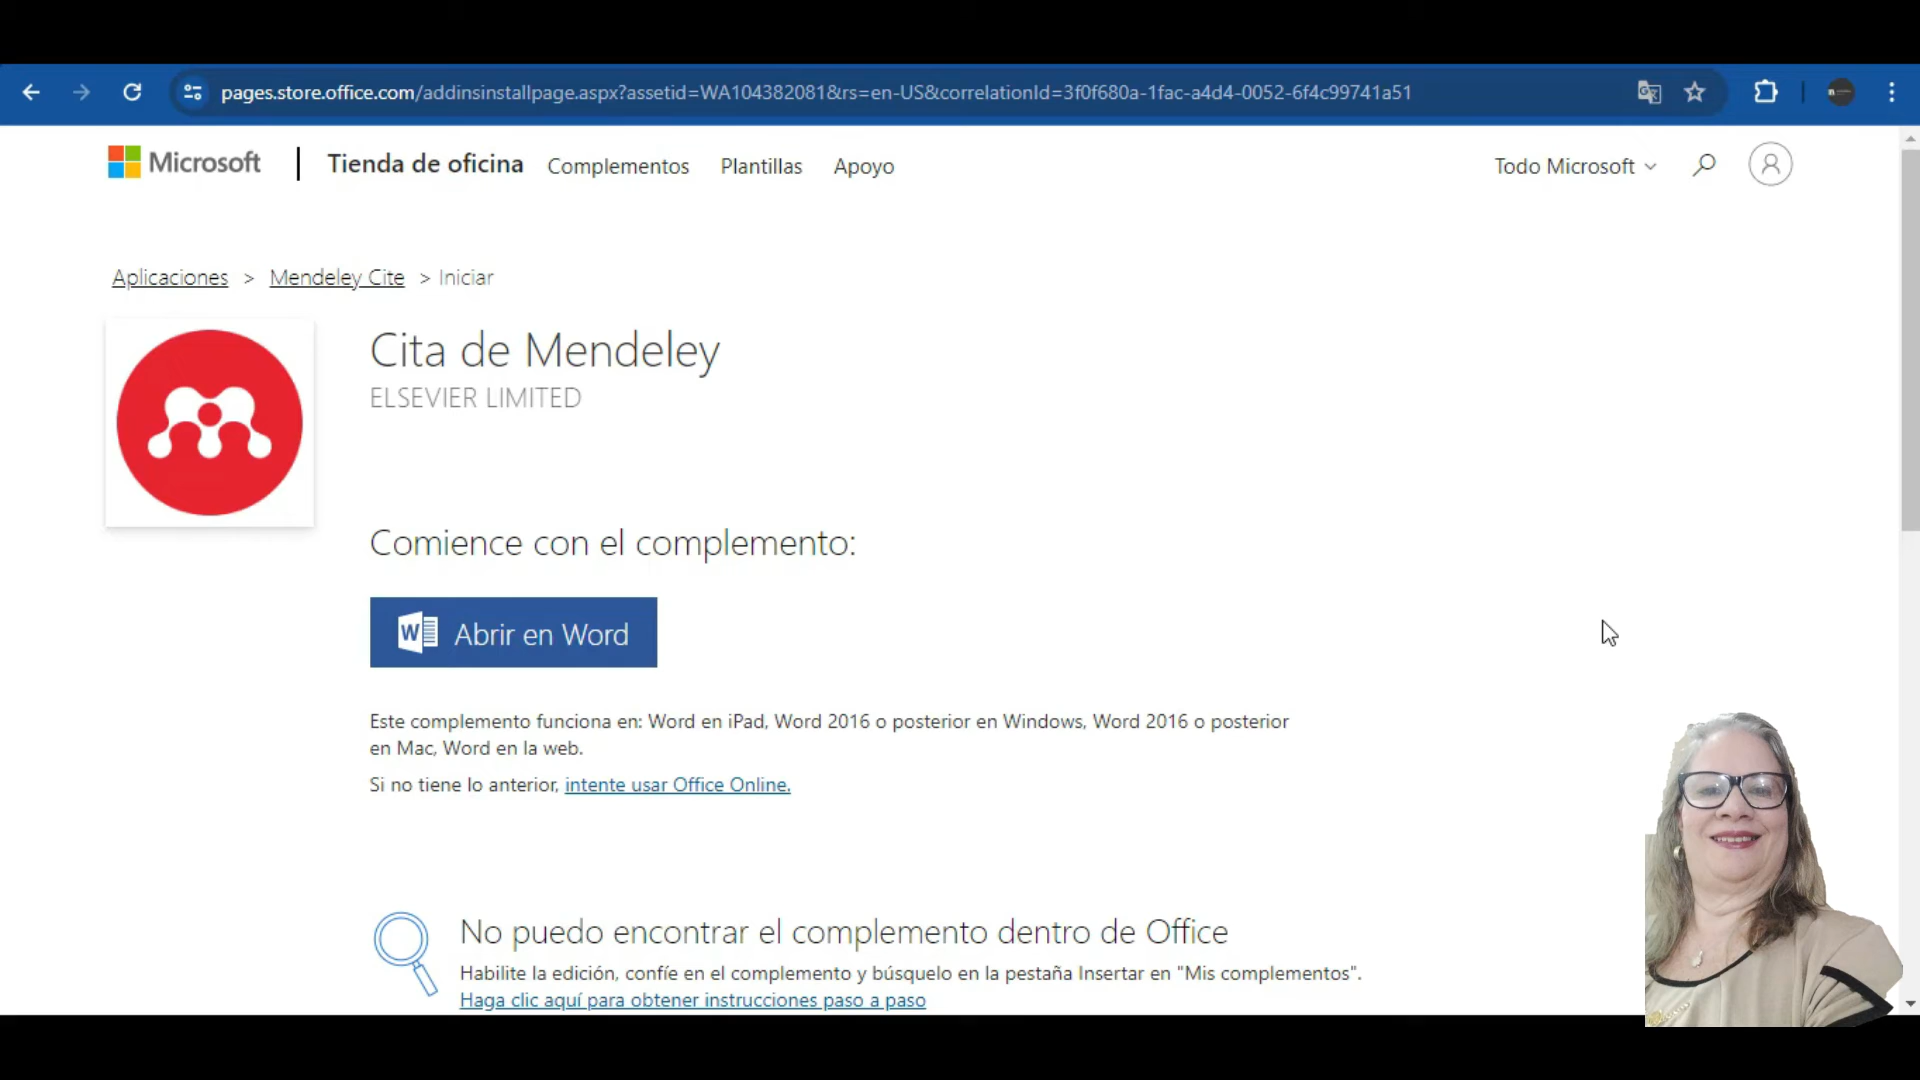 pages.store.office.com/addinsinstallpage.aspx?assetid=WA104382081&rs=en-US&correlationId=3f0f680a-1fac-a4d4-0052-6f4c99741a51
Microsoft | Tienda de oficina Complementos Plantillas Apoyo Todo Microsoft
Aplicaciones > Mendeley Cite > Iniciar
Cita de Mendeley
ELSEVIER LIMITED
Comience con el complemento:
W Abrir en Word
Este complemento funciona en: Word en iPad, Word 2016 o posterior en Windows, Word 2016 o posterior
en Mac, Word en la web.
Si no tiene lo anterior, intente usar Office Online.
No puedo encontrar el complemento dentro de Office
Habilite la edición, confíe en el complemento y búsquelo en la pestaña Insertar en "Mis complementos".
Haga clic aquí para obtener instrucciones paso a paso